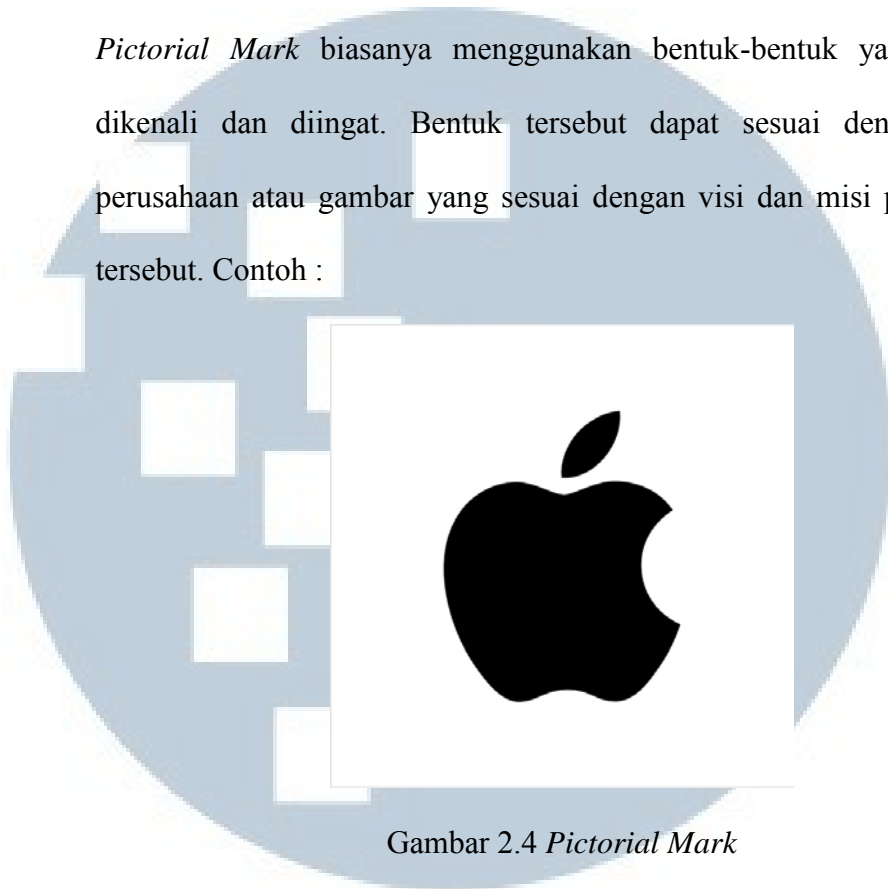 Pictorial Mark biasanya menggunakan bentuk-bentuk ya
dikenali dan diingat. Bentuk tersebut dapat sesuai den
perusahaan atau gambar yang sesuai dengan visi dan misi p
tersebut. Contoh :
Gambar 2.4 Pictorial Mark